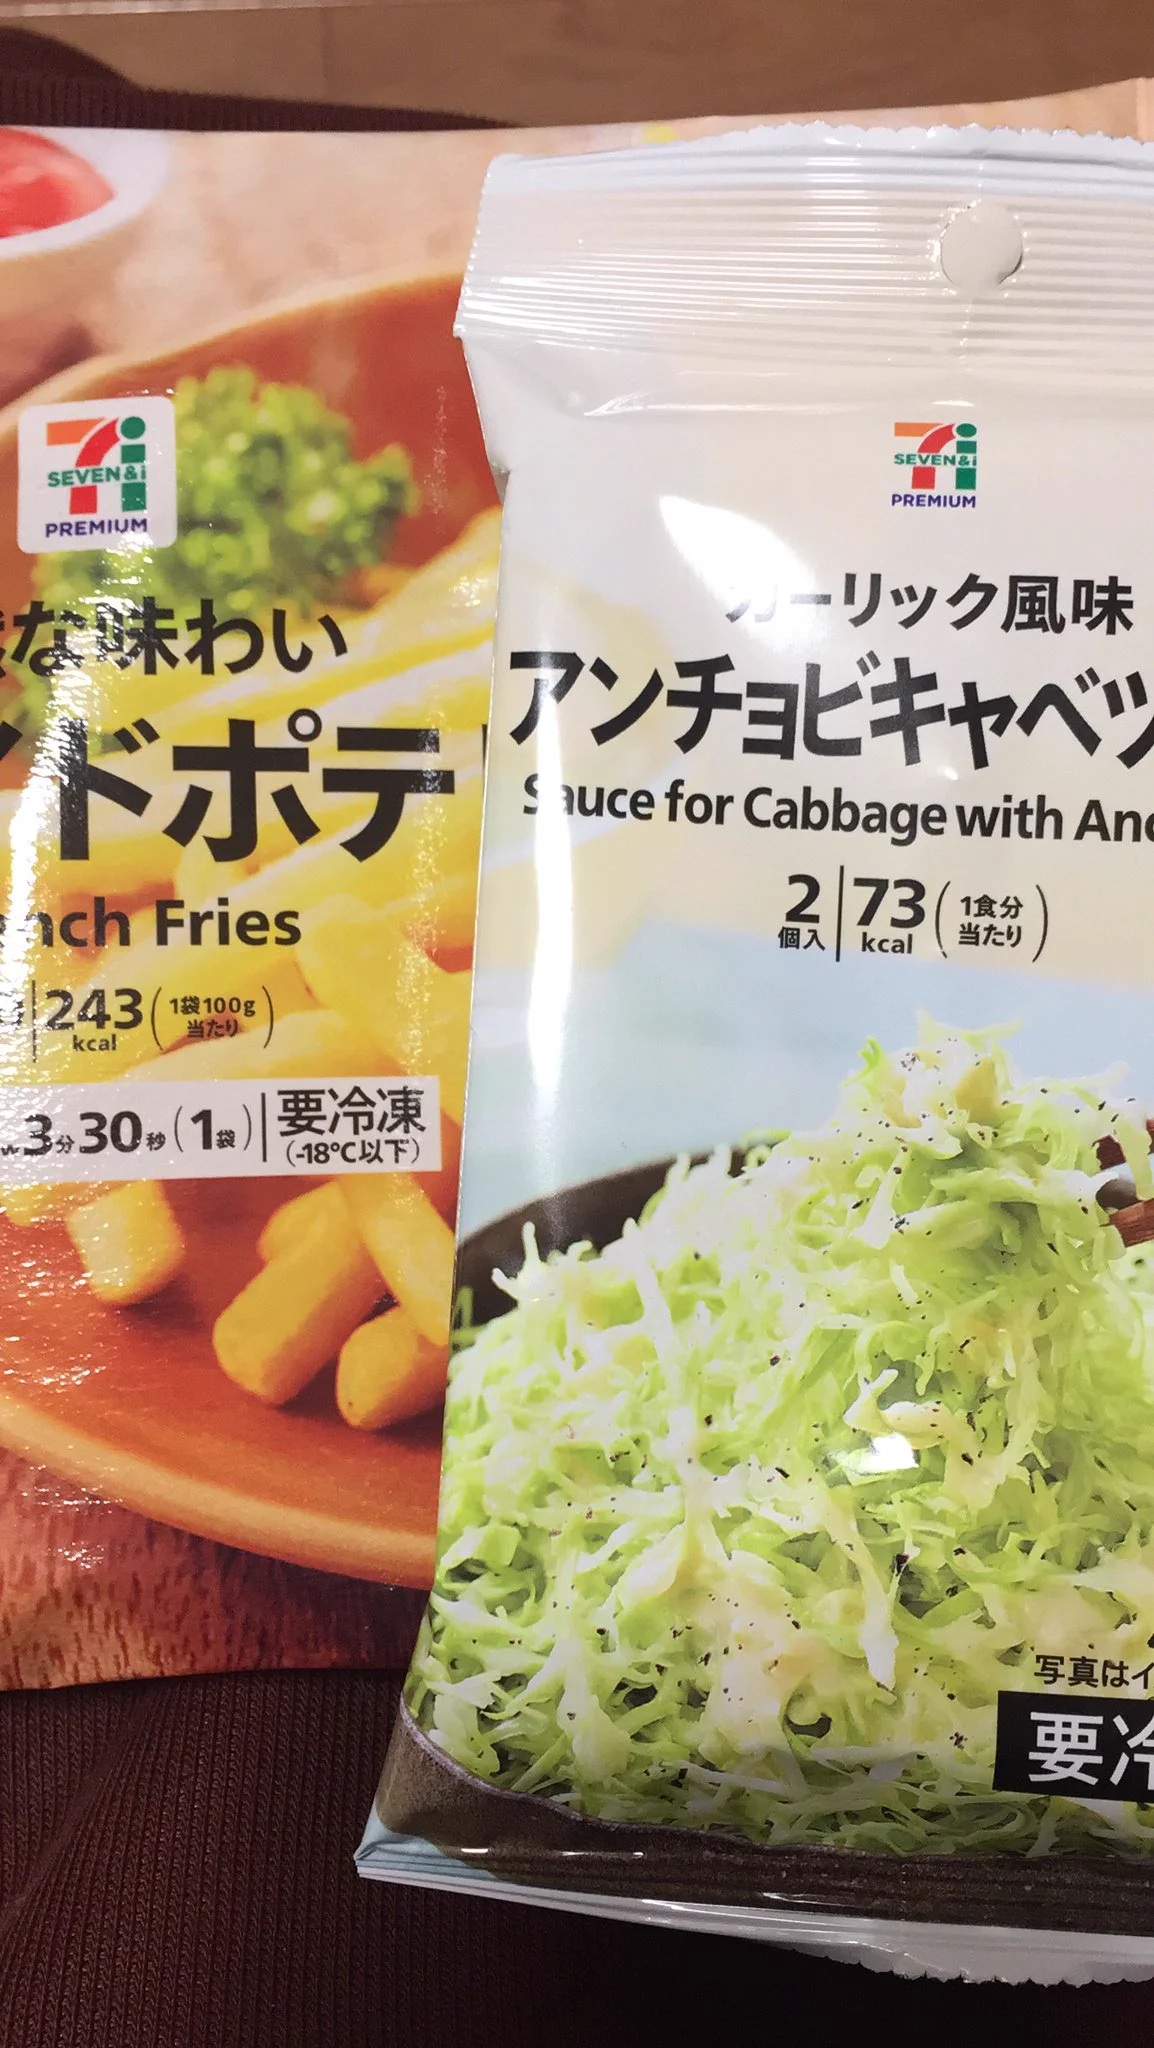 SEVEN&i
PREMIUM
な味わい
ドポテ
nch Fries
243
kcal
(1袋100g
当たり)
3分30秒(1袋)
要冷凍
(-18℃以下)
SEVEN&i
PREMIUM
ガーリック風味
アンチョビキャベツ
Sauce for Cabbage with Anc
2
個入
73
kcal
(1食分
当たり)
写真はイ
要冷